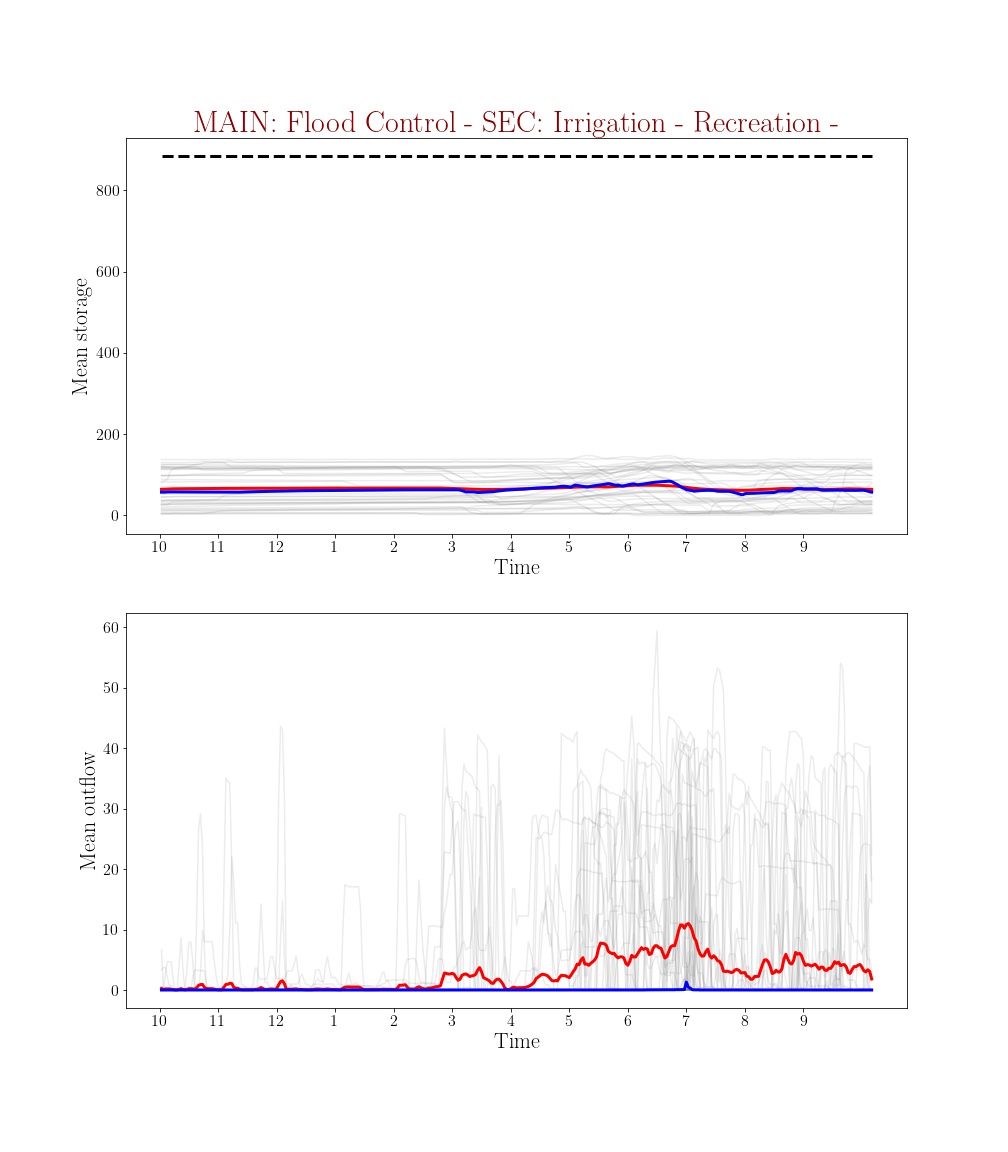 MAIN: Flood Control - SEC: Irrigation - Recreation -
800
600
400
200
0
Mean storage
10 11 12 1 2 3 4 5 6 7 8 9
Time
60
50
40
30
20
10
0
Mean outflow
10 11 12 1 2 3 4 5 6 7 8 9
Time